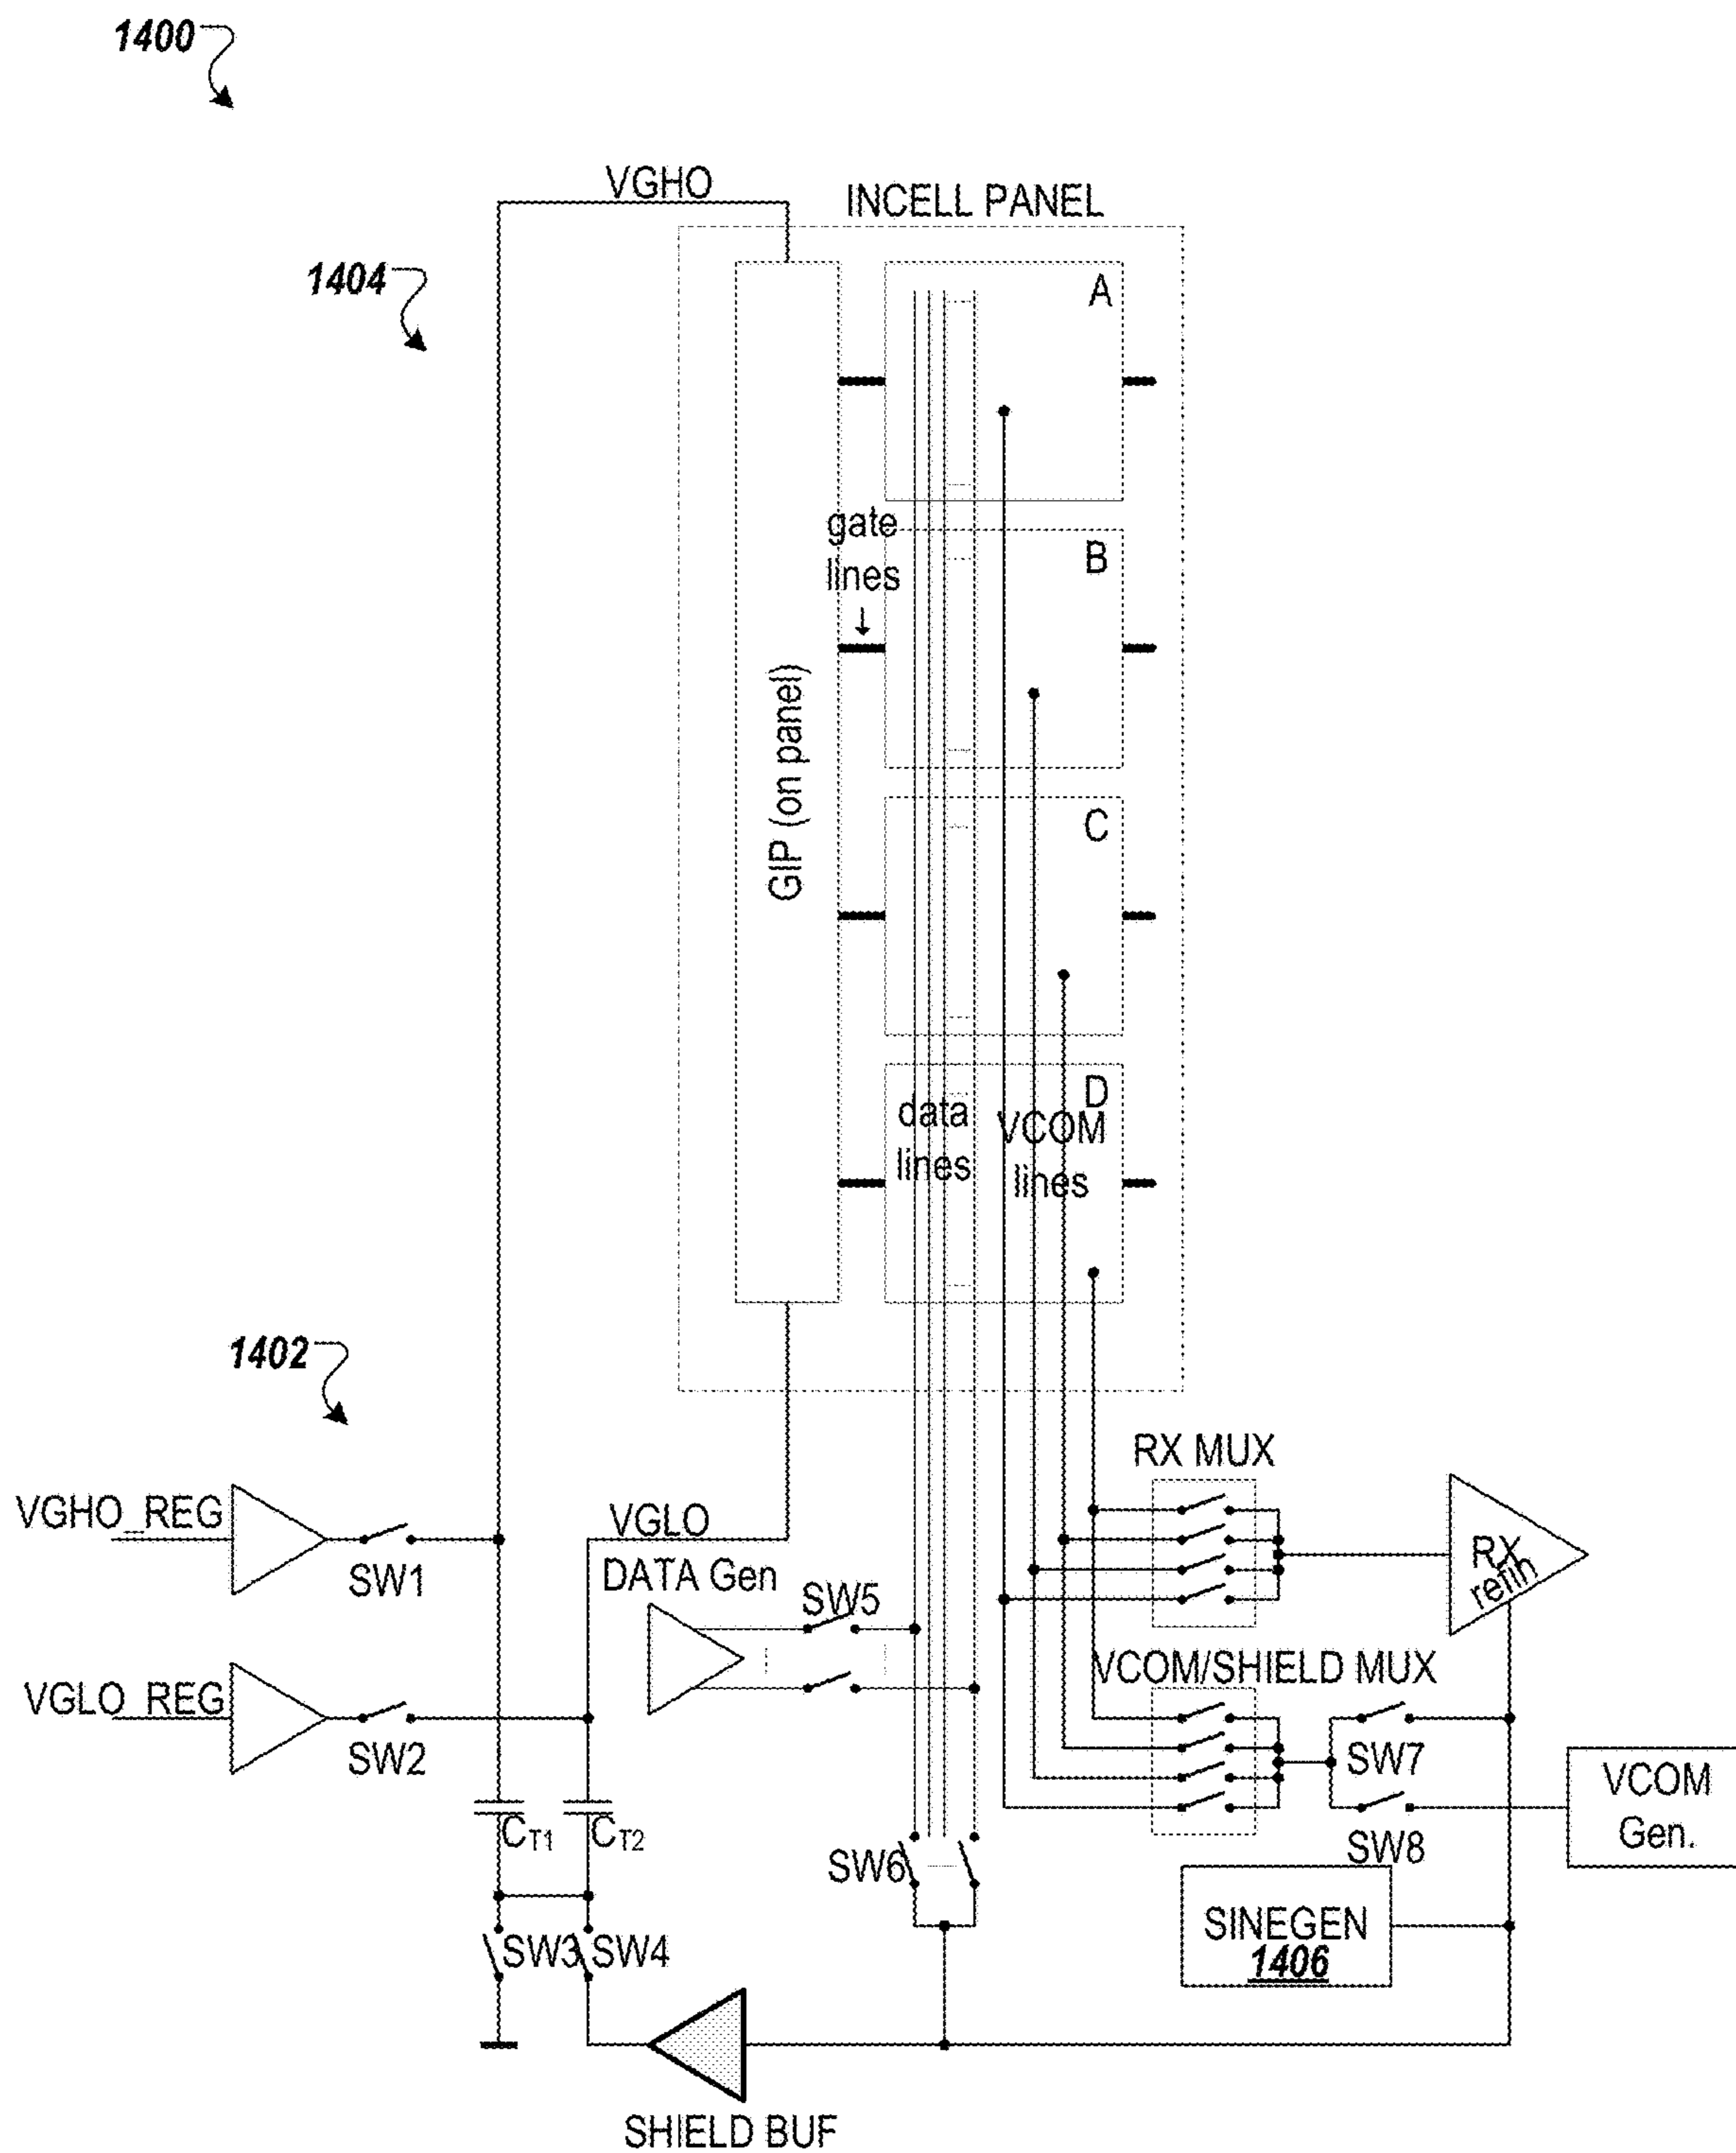 1400
VGHO
INCELL PANEL
1404
A
gate
lines
B
GIP (on panel)
C
D
data
lines
VCOM
lines
1402
RX MUX
VGHO_REG
SW1
VGLO
DATA Gen
SW5
RX
refin
VCOM/SHIELD MUX
VGLO_REG
SW2
SW7
VCOM
Gen.
CT1
CT2
SW6
SW8
SINEGEN
1406
SW3
SW4
SHIELD BUF